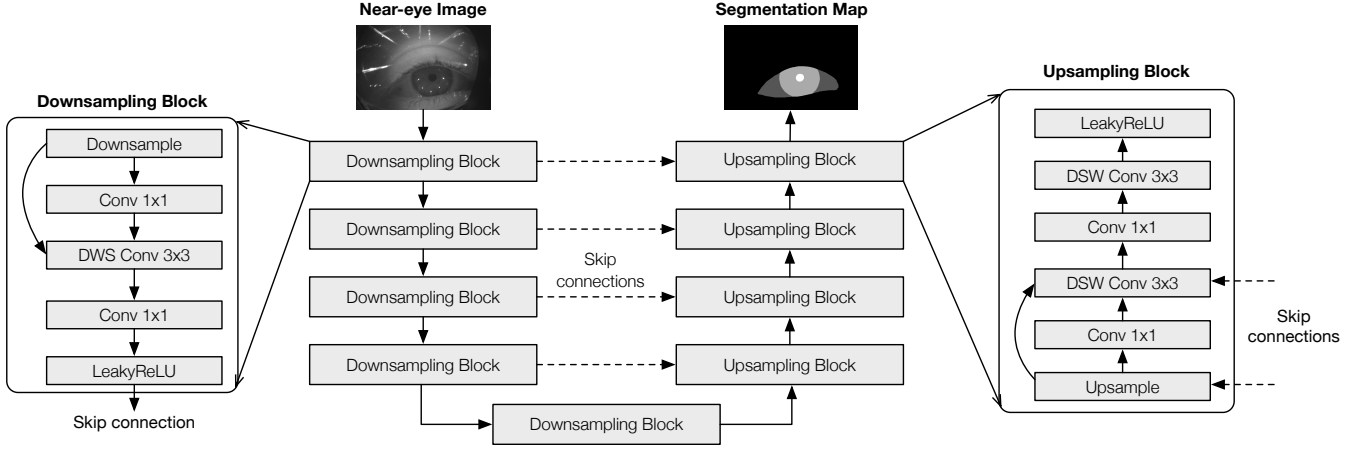 Near-eye Image
Segmentation Map
Downsampling Block
Downsample
Conv 1x1
DWS Conv 3x3
Conv 1x1
LeakyReLU
Skip connection
Downsampling Block
Downsampling Block
Downsampling Block
Downsampling Block
Downsampling Block
Skip
connections
Upsampling Block
Upsampling Block
Upsampling Block
Upsampling Block
Upsampling Block
LeakyReLU
DSW Conv 3x3
Conv 1x1
DSW Conv 3x3
Conv 1x1
Upsample
Skip
connections